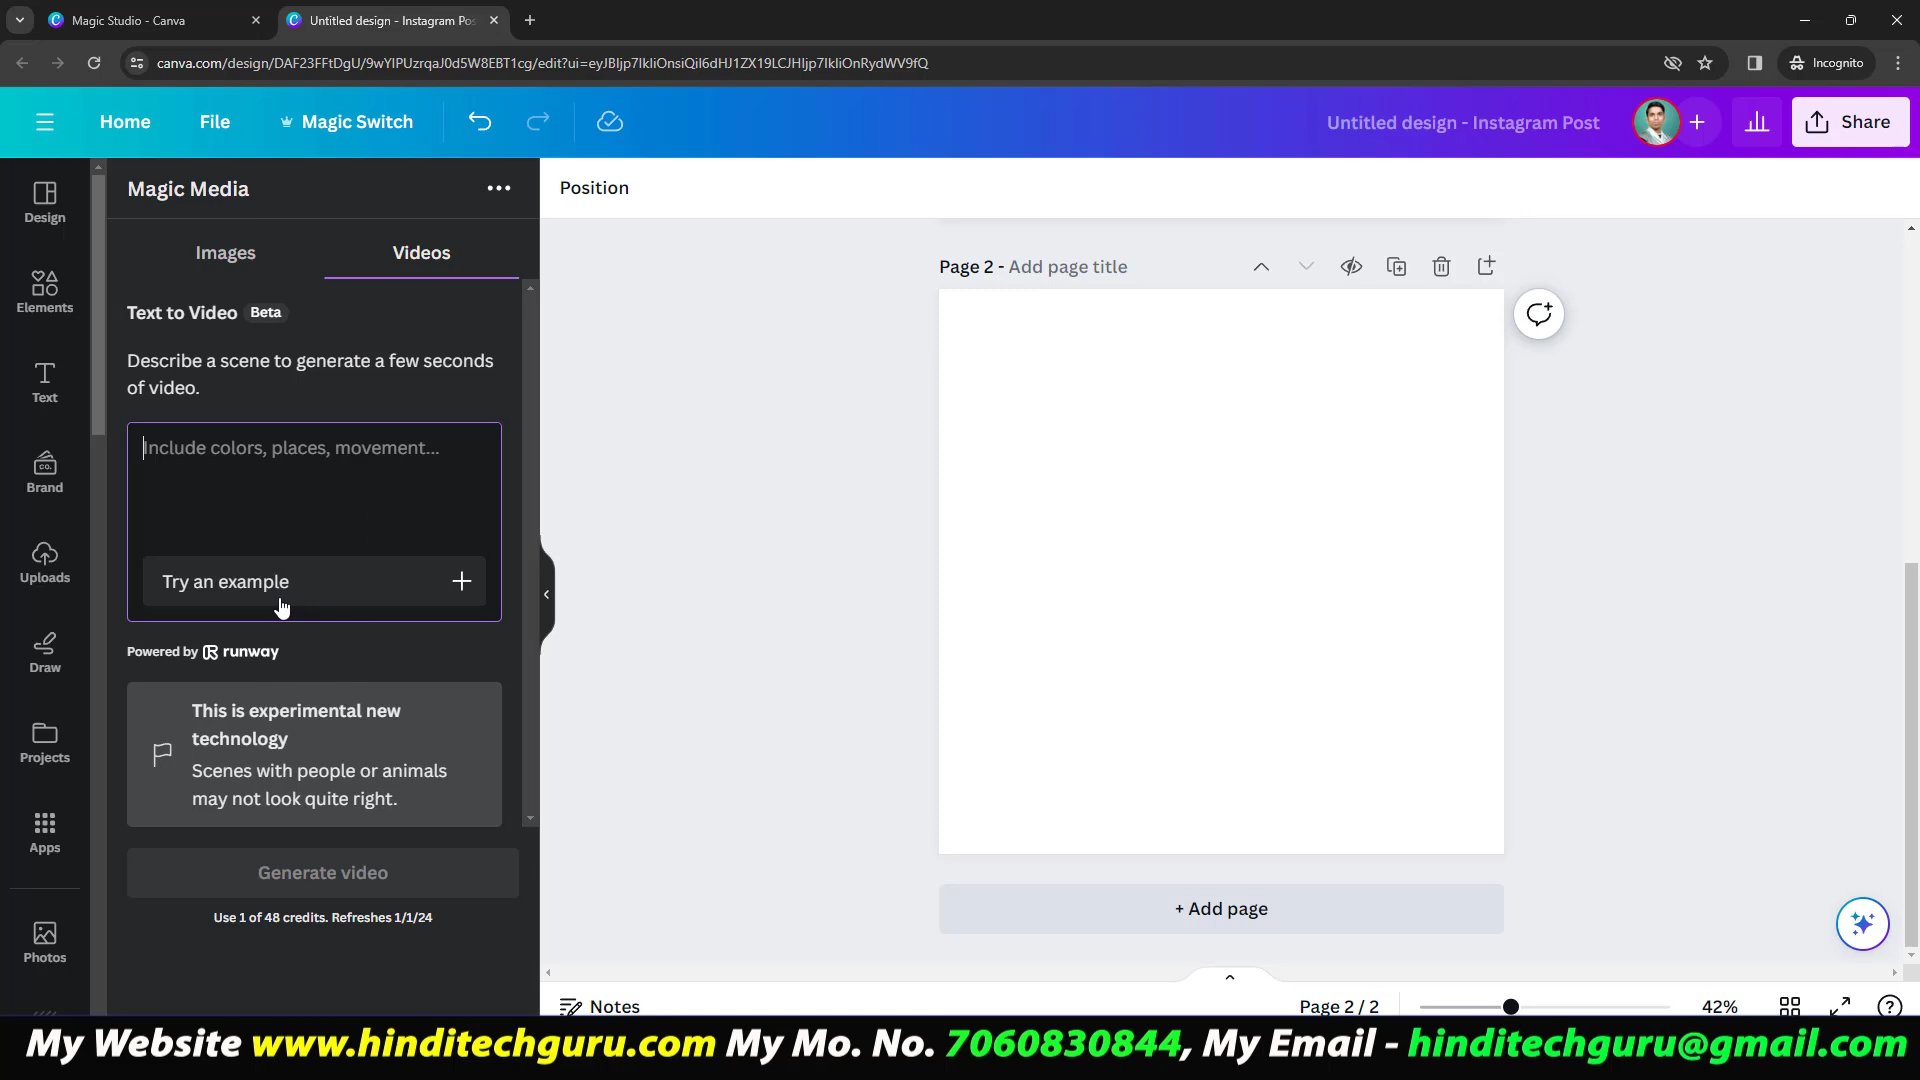 Magic Studio - Canva
Untitled design - Instagram Pos
canva.com/design/DAF23FFtDgU/9wYIPUzrqaJ0d5W8EBT1cg/edit?ui=eyJBIjp7IkIiOnsiQiI6dHJ1ZX19LCJHIjp7IkIiOnRydWV9fQ
Incognito
Home
File
Magic Switch
Untitled design - Instagram Post
Share
Design
Elements
Text
CO.
Brand
Uploads
Draw
Projects
Apps
Photos
Magic Media
Images
Videos
Text to Video Beta
Describe a scene to generate a few seconds
of video.
Include colors, places, movement...
Try an example
Powered by runway
This is experimental new
technology
Scenes with people or animals
may not look quite right.
Generate video
Use 1 of 48 credits. Refreshes 1/1/24
Position
Page 2 - Add page title
+ Add page
Notes
Page 2 / 2
42%
My Website www.hinditechguru.com My Mo. No. 7060830844, My Email - hinditechguru@gmail.com